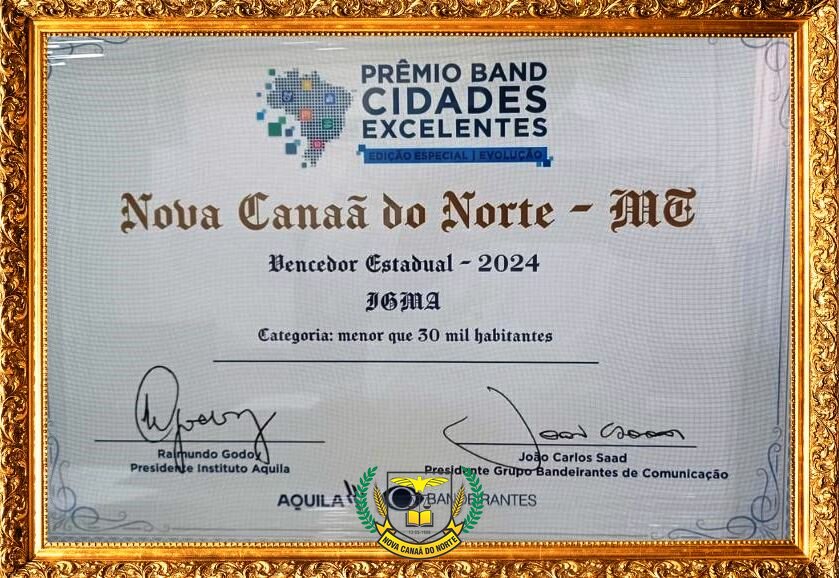 PRÊMIO BAND
CIDADES
EXCELENTES
EDIÇÃO ESPECIAL | EVOLUÇÃO
Nova Canaã do Norte - MT
Vencedor Estadual - 2024
IGMA
Categoria: menor que 30 mil habitantes
Raimundo Godoy
Presidente Instituto Aquila
João Carlos Saad
Presidente Grupo Bandeirantes de Comunicação
AQUILA
BANDEIRANTES
NOVA CANAÃ DO NORTE